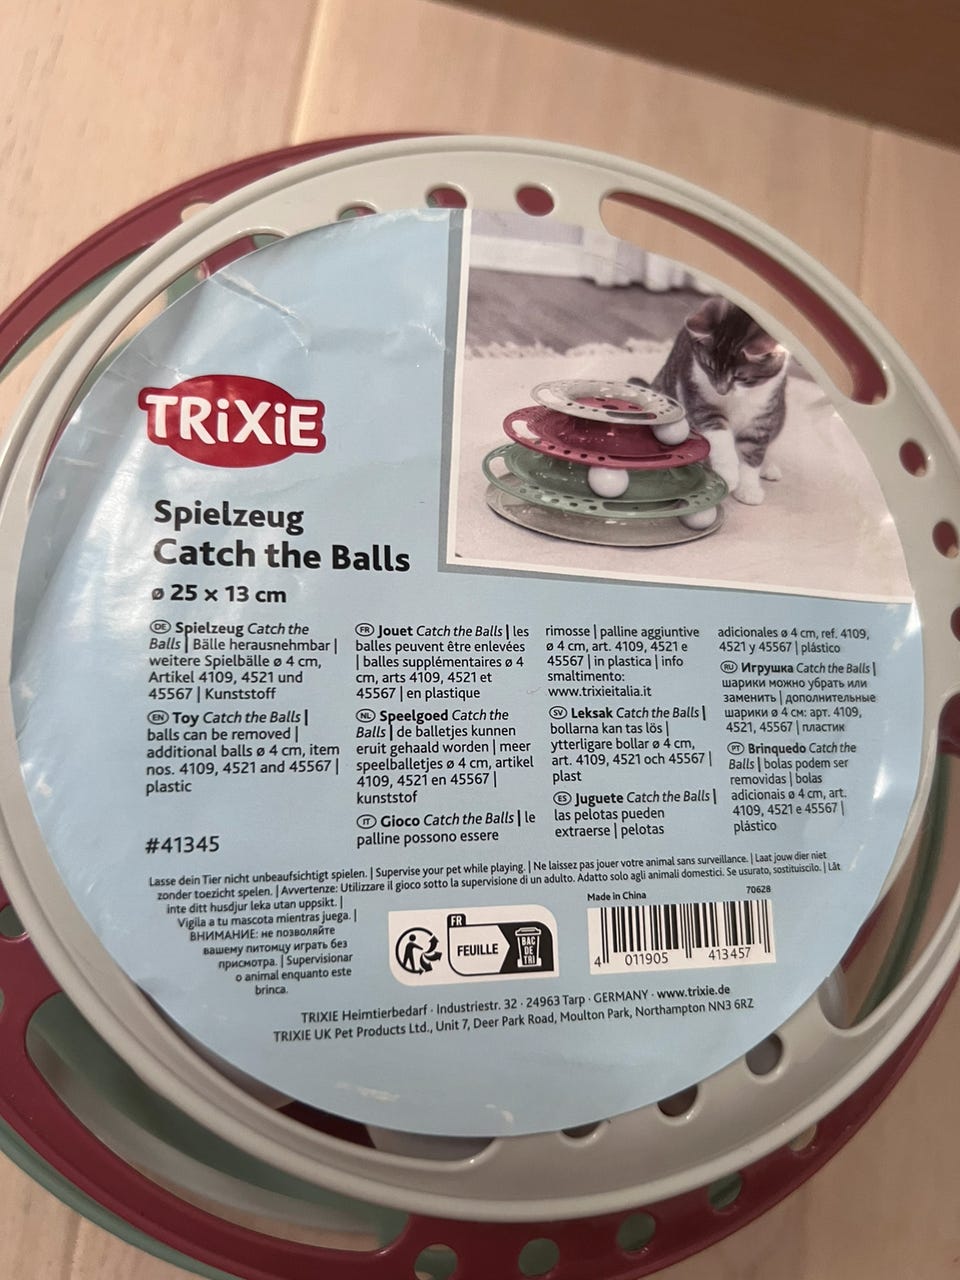 TRiXiE
Spielzeug
Catch the Balls
ø 25 x 13 cm
DE Spielzeug Catch the
Balls | Bälle herausnehmbar |
weitere Spielbälle ø 4 cm,
Artikel 4109, 4521 und
45567 | Kunststoff
EN Toy Catch the Balls |
balls can be removed |
additional balls ø 4 cm, item
nos. 4109, 4521 and 45567 |
plastic
#41345
FR Jouet Catch the Balls | les
balles peuvent être enlevées
| balles supplémentaires ø 4
cm, arts 4109, 4521 et
45567 | en plastique
NL Speelgoed Catch the
Balls | de balletjes kunnen
eruit gehaald worden | meer
speelballetjes ø 4 cm, artikel
4109, 4521 en 45567 |
kunststof
IT Gioco Catch the Balls | le
palline possono essere
rimosse | palline aggiuntive
ø 4 cm, art. 4109, 4521 e
45567 | in plastica | info
smaltimento:
www.trixieitalia.it
SV Leksak Catch the Balls |
bollarna kan tas lös |
ytterligare bollar ø 4 cm,
art. 4109, 4521 och 45567 |
plast
ES Juguete Catch the Balls |
las pelotas pueden
extraerse | pelotas
adicionales ø 4 cm, ref. 4109,
4521 y 45567 | plástico
RU Игрушка Catch the Balls |
шарики можно убрать или
заменить | дополнительные
шарики ø 4 см: арт. 4109,
4521, 45567 | пластик
PT Brinquedo Catch the
Balls | bolas podem ser
removidas | bolas
adicionais ø 4 cm, art.
4109, 4521 e 45567 |
plástico
Lasse dein Tier nicht unbeaufsichtigt spielen. | Supervise your pet while playing. | Ne laissez pas jouer votre animal sans surveillance. | Laat jouw dier niet
zonder toezicht spelen. | Avvertenze: Utilizzare il gioco sotto la supervisione di un adulto. Adatto solo agli animali domestici. Se usurato, sostituiscilo. | Låt
inte ditt husdjur leka utan uppsikt. |
Vigila a tu mascota mientras juega. |
ВНИМАНИЕ: не позволяйте
вашему питомцу играть без
присмотра. | Supervisionar
o animal enquanto este
brinca.
FR
FEUILLE
BAC
DE
TRI
Made in China
70628
4 011905 413457
TRIXIE Heimtierbedarf · Industriestr. 32 · 24963 Tarp · GERMANY · www.trixie.de
TRIXIE UK Pet Products Ltd., Unit 7, Deer Park Road, Moulton Park, Northampton NN3 6RZ